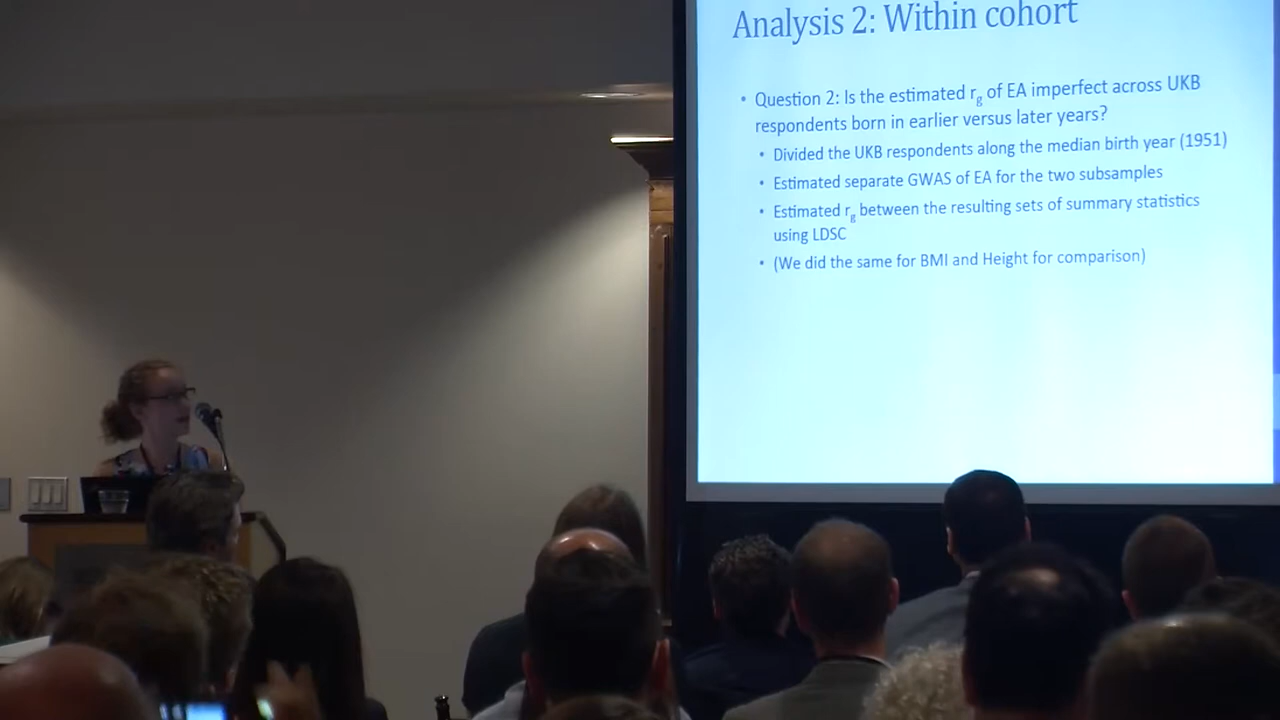 Analysis 2: Within cohort
• Question 2: Is the estimated rg of EA imperfect across UKB
respondents born in earlier versus later years?
• Divided the UKB respondents along the median birth year (1951)
• Estimated separate GWAS of EA for the two subsamples
• Estimated rg between the resulting sets of summary statistics
using LDSC
• (We did the same for BMI and Height for comparison)